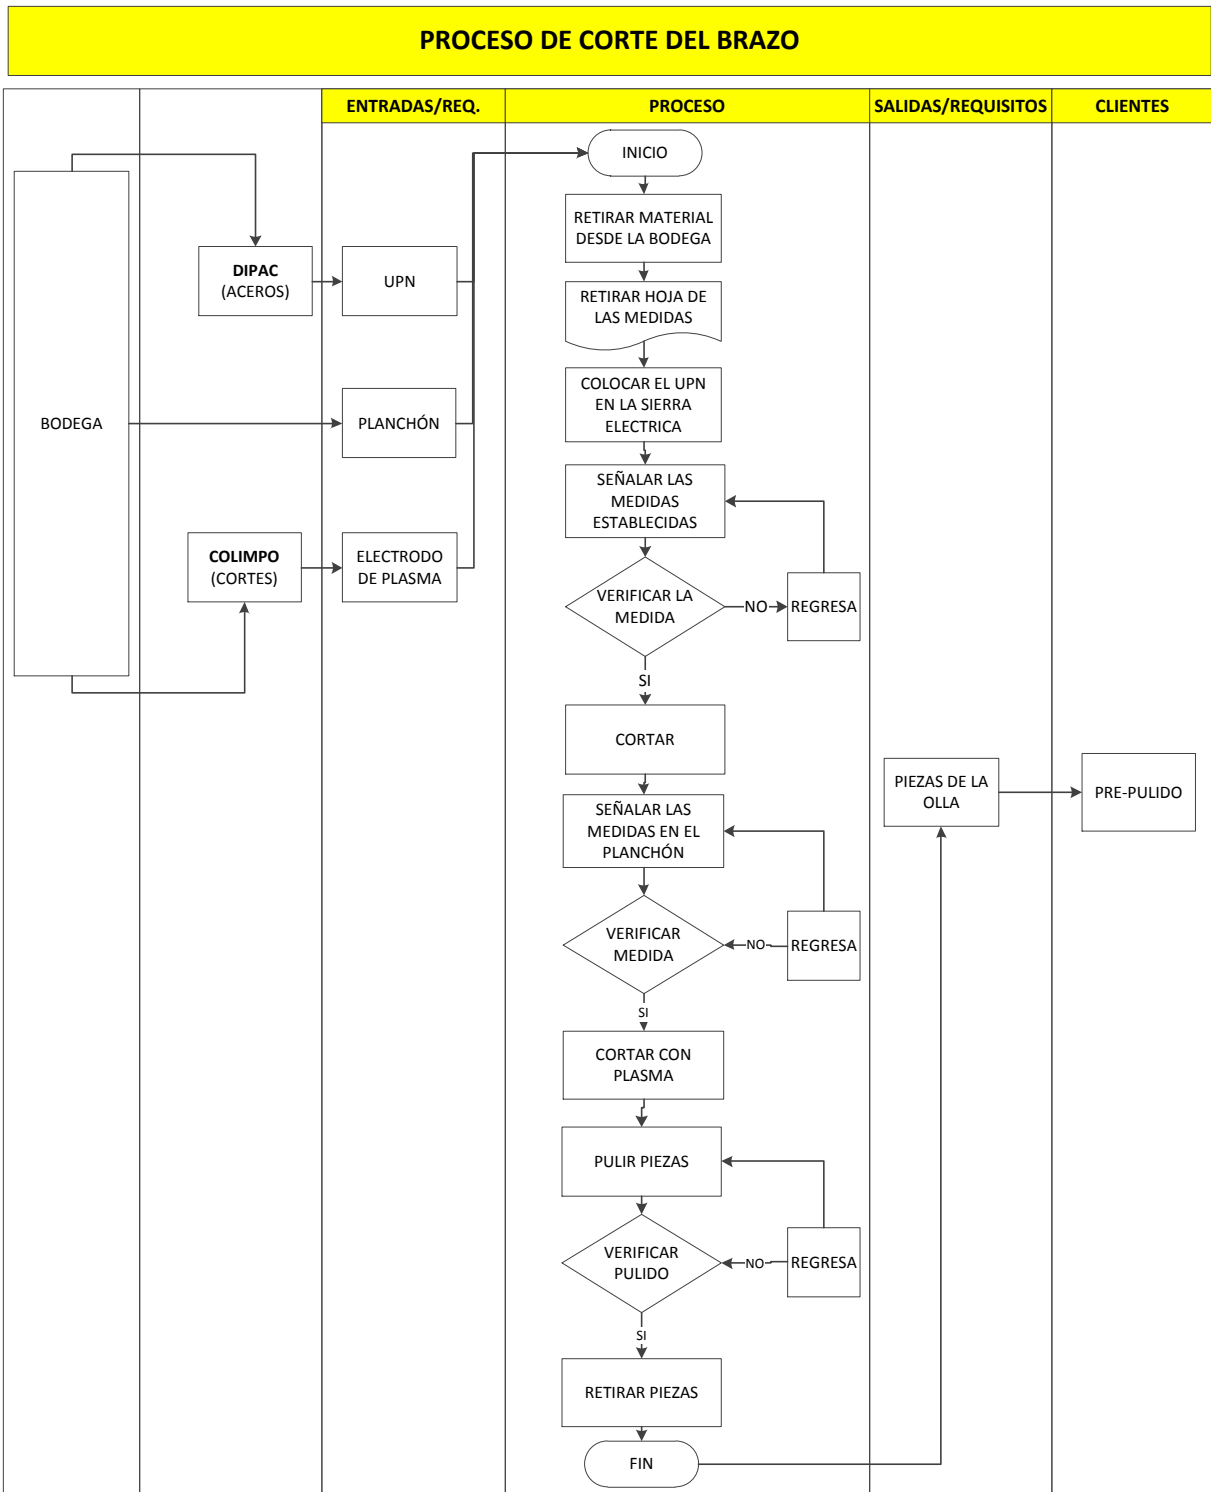 PROCESO DE CORTE DEL BRAZO
ENTRADAS/REQ.
PROCESO
SALIDAS/REQUISITOS
CLIENTES
BODEGA
DIPAC
(ACEROS)
COLIMPO
(CORTES)
UPN
PLANCHÓN
ELECTRODO
DE PLASMA
INICIO
RETIRAR MATERIAL
DESDE LA BODEGA
RETIRAR HOJA DE
LAS MEDIDAS
COLOCAR EL UPN
EN LA SIERRA
ELECTRICA
SEÑALAR LAS
MEDIDAS
ESTABLECIDAS
VERIFICAR LA
MEDIDA
NO
REGRESA
SI
CORTAR
SEÑALAR LAS
MEDIDAS EN EL
PLANCHÓN
VERIFICAR
MEDIDA
NO
REGRESA
SI
CORTAR CON
PLASMA
PULIR PIEZAS
VERIFICAR
PULIDO
NO
REGRESA
SI
RETIRAR PIEZAS
FIN
PIEZAS DE LA
OLLA
PRE-PULIDO